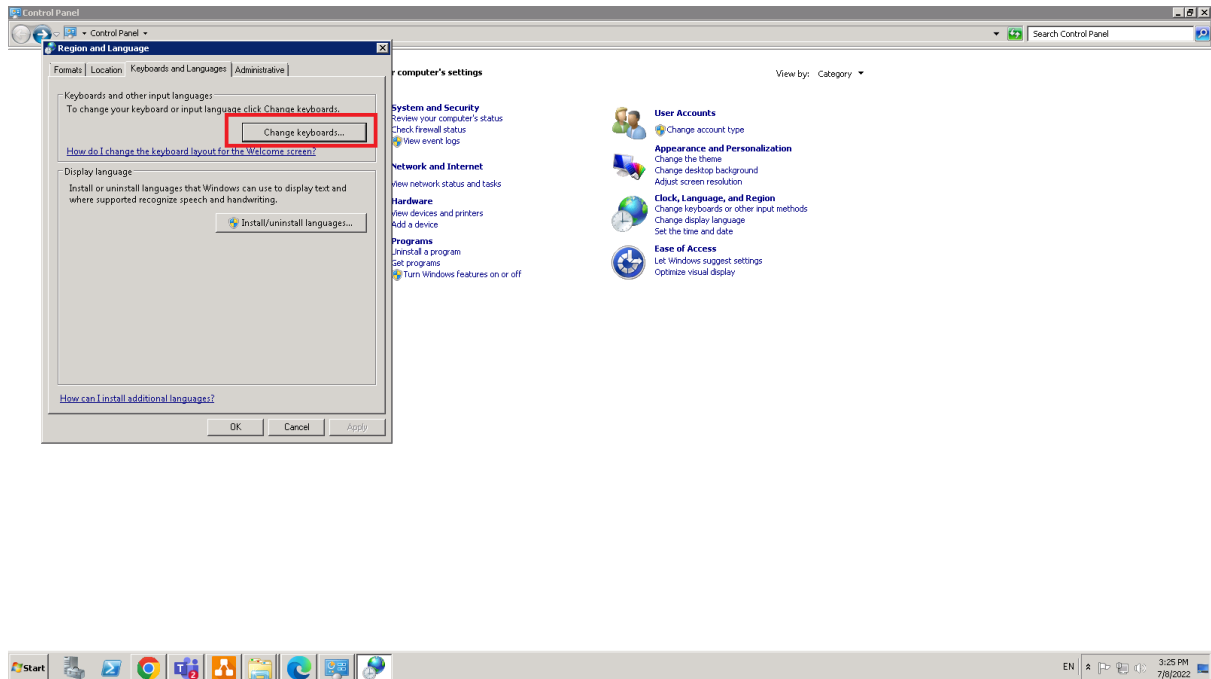 Control Panel
Control Panel
Search Control Panel
Region and Language
Formats Location Keyboards and Languages Administrative
Keyboards and other input languages
To change your keyboard or input language click Change keyboards.
Change keyboards...
How do I change the keyboard layout for the Welcome screen?
Display language
Install or uninstall languages that Windows can use to display text and
where supported recognize speech and handwriting.
Install/uninstall languages...
How can I install additional languages?
OK Cancel Apply
r computer's settings
View by: Category
System and Security
Review your computer's status
Check firewall status
View event logs
Network and Internet
View network status and tasks
Hardware
View devices and printers
Add a device
Programs
Uninstall a program
Get programs
Turn Windows features on or off
User Accounts
Change account type
Appearance and Personalization
Change the theme
Change desktop background
Adjust screen resolution
Clock, Language, and Region
Change keyboards or other input methods
Change display language
Set the time and date
Ease of Access
Let Windows suggest settings
Optimize visual display
Start
T
2
EN
3:25 PM
7/8/2022